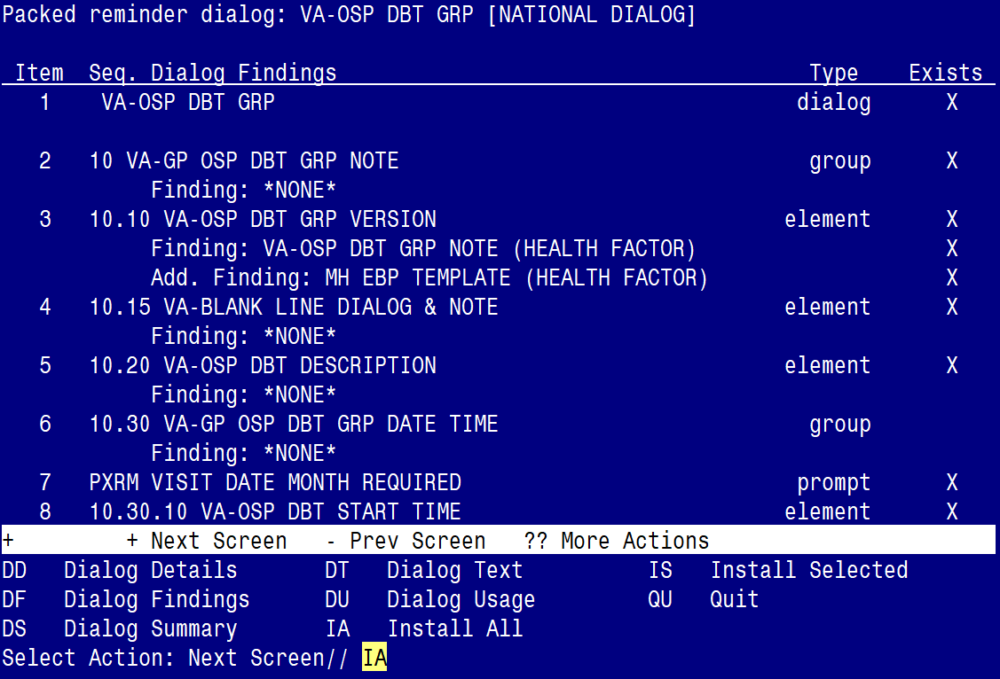 Packed reminder dialog: VA-OSP DBT GRP [NATIONAL DIALOG]
Item Seq. Dialog Findings Type Exists
1 VA-OSP DBT GRP dialog X
2 10 VA-GP OSP DBT GRP NOTE group X
Finding: *NONE*
3 10.10 VA-OSP DBT GRP VERSION element X
Finding: VA-OSP DBT GRP NOTE (HEALTH FACTOR) X
Add. Finding: MH EBP TEMPLATE (HEALTH FACTOR) X
4 10.15 VA-BLANK LINE DIALOG & NOTE element X
Finding: *NONE*
5 10.20 VA-OSP DBT DESCRIPTION element X
Finding: *NONE*
6 10.30 VA-GP OSP DBT GRP DATE TIME group
Finding: *NONE*
7 PXRM VISIT DATE MONTH REQUIRED prompt X
8 10.30.10 VA-OSP DBT START TIME element X
+ + Next Screen - Prev Screen ?? More Actions
DD Dialog Details DT Dialog Text IS Install Selected
DF Dialog Findings DU Dialog Usage QU Quit
DS Dialog Summary IA Install All
Select Action: Next Screen// IA